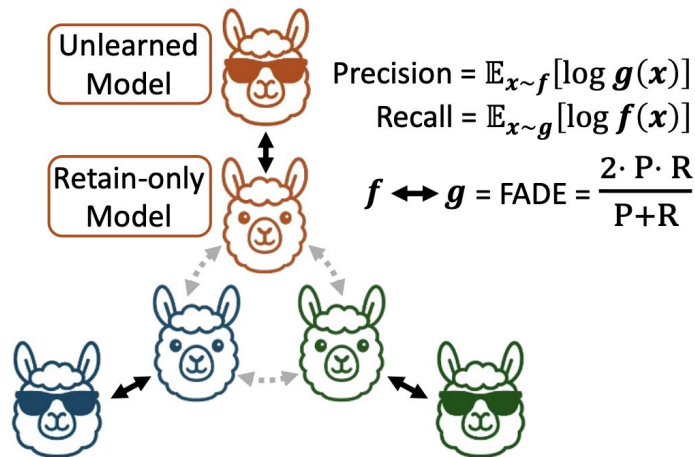 Unlearned
Model
Precision = 𝔼ₓ~f[log g(x)]
Recall = 𝔼ₓ~g[log f(x)]
Retain-only
Model
f ↔ g = FADE = 2· P· R / P+R